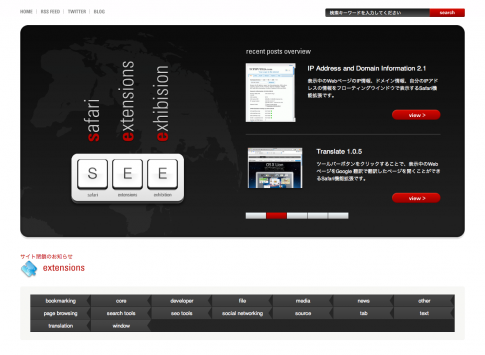 HOME | RSS FEED | TWITTER | BLOG
検索キーワードを入力してください
search
safari
extensions
exhibision
S E E
safari extensions exhibition
recent posts overview
IP Address and Domain Information 2.1
表示中のWebページのIP情報、ドメイン情報、自分のIPアド
レスの情報をフローティングウインドウで表示するSafari機
能拡張です。
view >
Translate 1.0.5
ツールバーボタンをクリックすることで、表示中のWeb
ページをGoogle 翻訳で翻訳したページを開くことができ
るSafari機能拡張です。
view >
サイト閉鎖のお知らせ
extensions
bookmarking core developer file media news other
page browsing search tools seo tools social networking source tab text
translation window